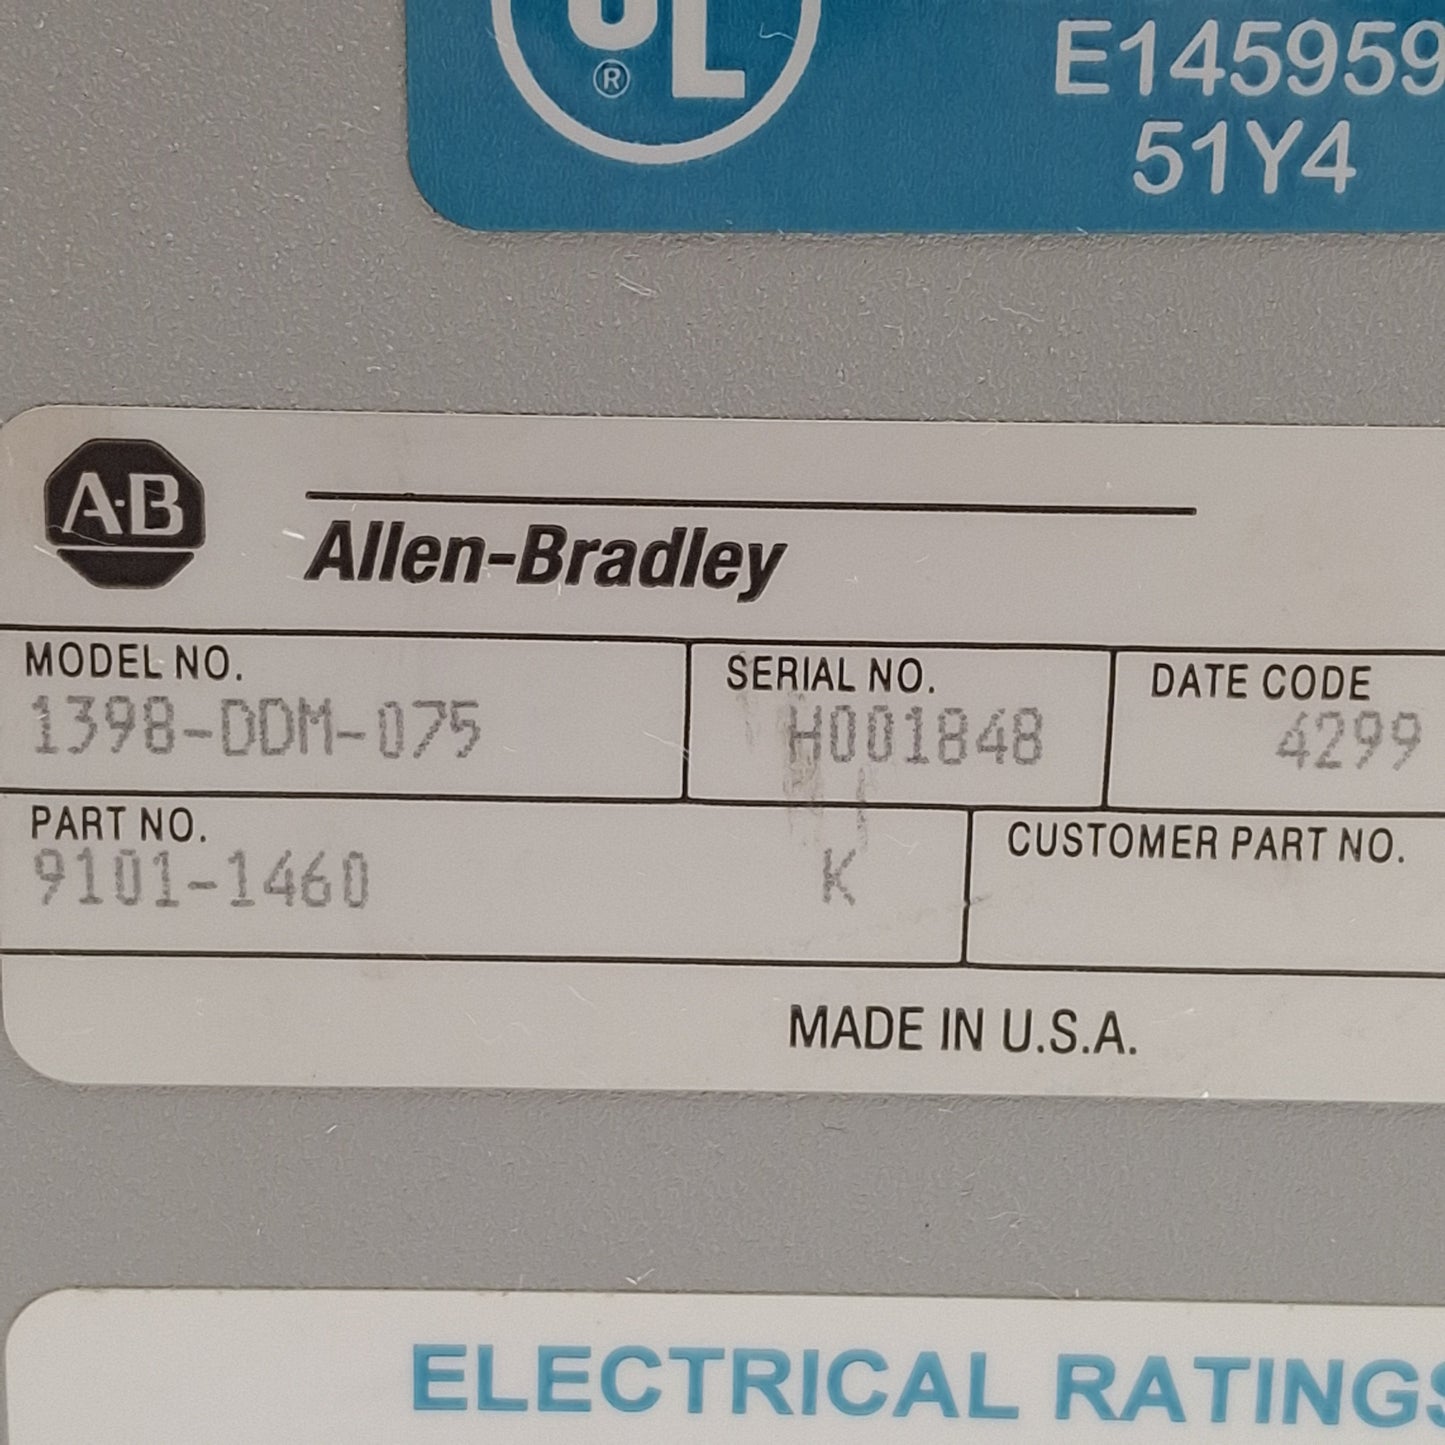 UL
®
E145959
51Y4
A-B
Allen-Bradley
MODEL NO.
1398-DDM-075
SERIAL NO.
H001848
DATE CODE
4299
PART NO.
9101-1460 K
CUSTOMER PART NO.
MADE IN U.S.A.
ELECTRICAL RATINGS